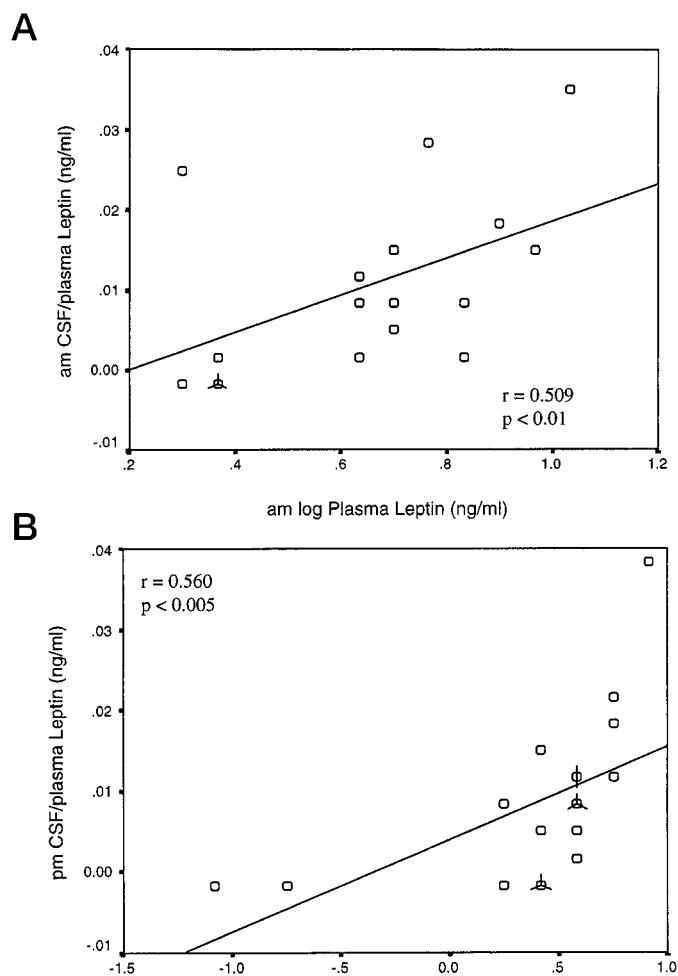 A
.04
.03
.02
.01
0.00
-.01
am CSF/plasma Leptin (ng/ml)
r = 0.509
p < 0.01
.2 .4 .6 .8 1.0 1.2
am log Plasma Leptin (ng/ml)
B
.04
.03
.02
.01
0.00
-.01
pm CSF/plasma Leptin (ng/ml)
r = 0.560
p < 0.005
-1.5 -1.0 -.5 0.0 .5 1.0